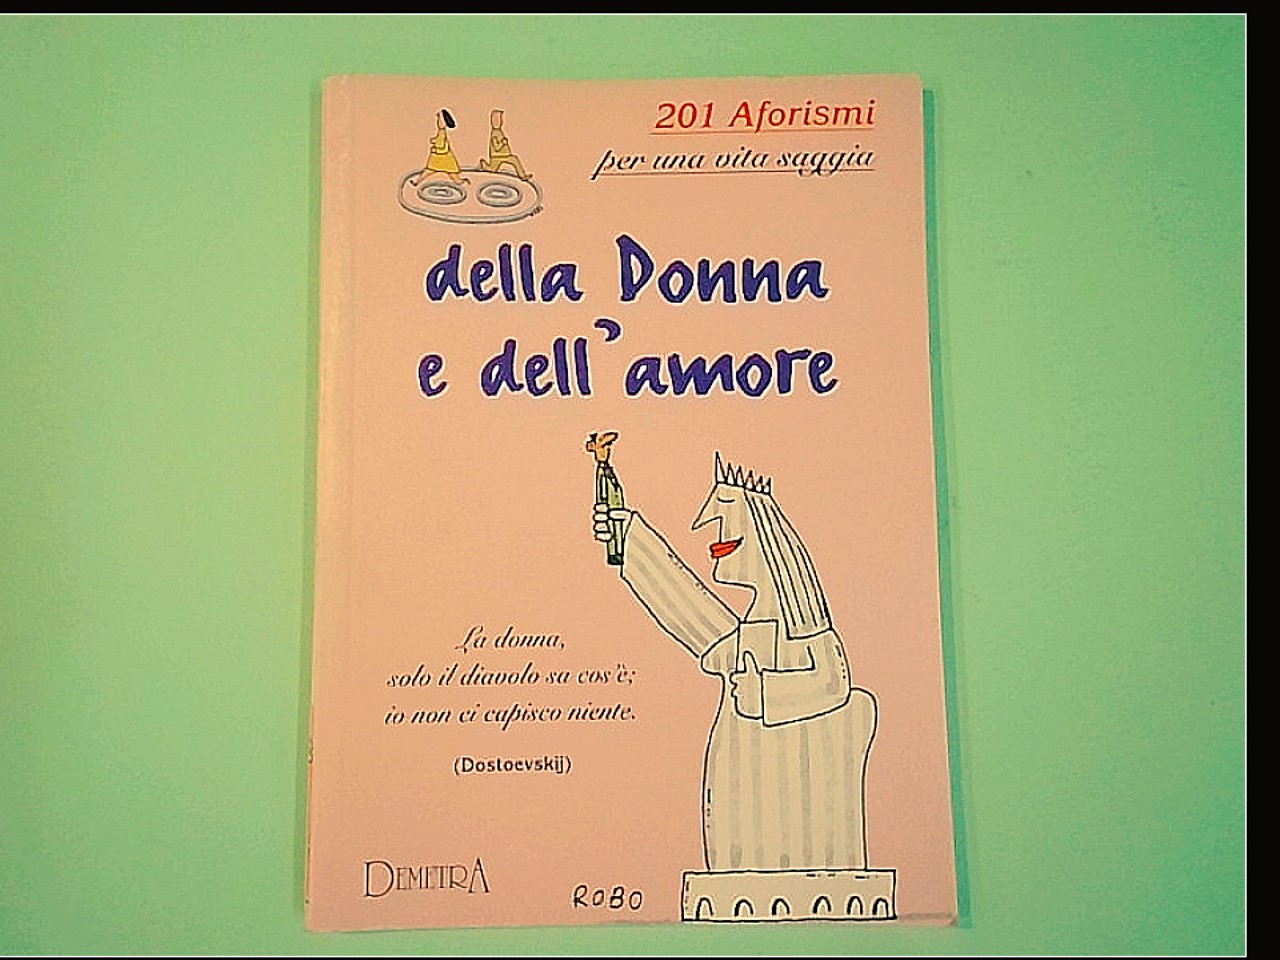 201 Aforismi
per una vita saggia
della Donna
e dell'amore
La donna,
solo il diavolo sa cos'è;
io non ci capisco niente.
(Dostoevskij)
DEMETRA
ROBO